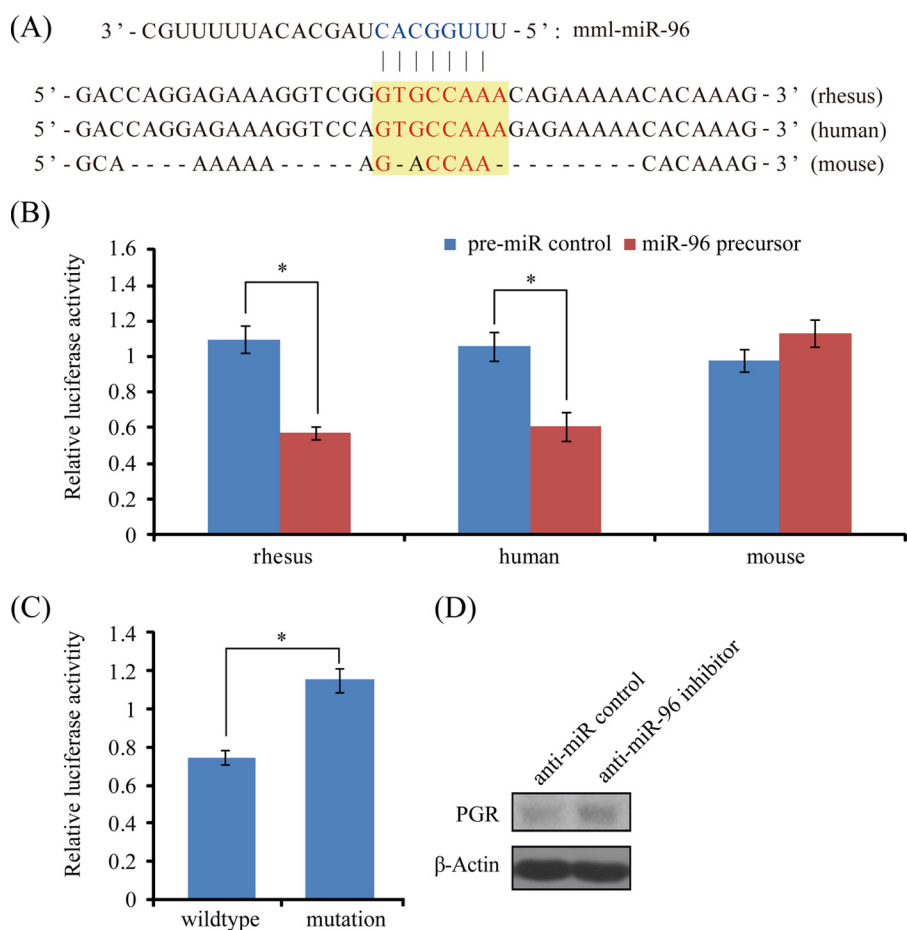 (A)
3’-CGUUUUUACACGAUCACGGUUU-5’: mml-miR-96
5’-GACCAGGAGAAAGGTCGGGTGCCAAACAGAAAAACACAAAG-3’ (rhesus)
5’-GACCAGGAGAAAGGTCCAGTGCCAAAGAGAAAAACACAAAG-3’ (human)
5’-GCA----AAAAA-----AG-ACCAA---------CACAAAG-3’ (mouse)
(B)
pre-miR control miR-96 precursor
Relative luciferase activtity
1.6
1.4
1.2
1
0.8
0.6
0.4
0.2
0
* *
rhesus human mouse
(C)
Relative luciferase activtity
1.4
1.2
1
0.8
0.6
0.4
0.2
0
*
wildtype mutation
(D)
anti-miR control
anti-miR-96 inhibitor
PGR
β-Actin